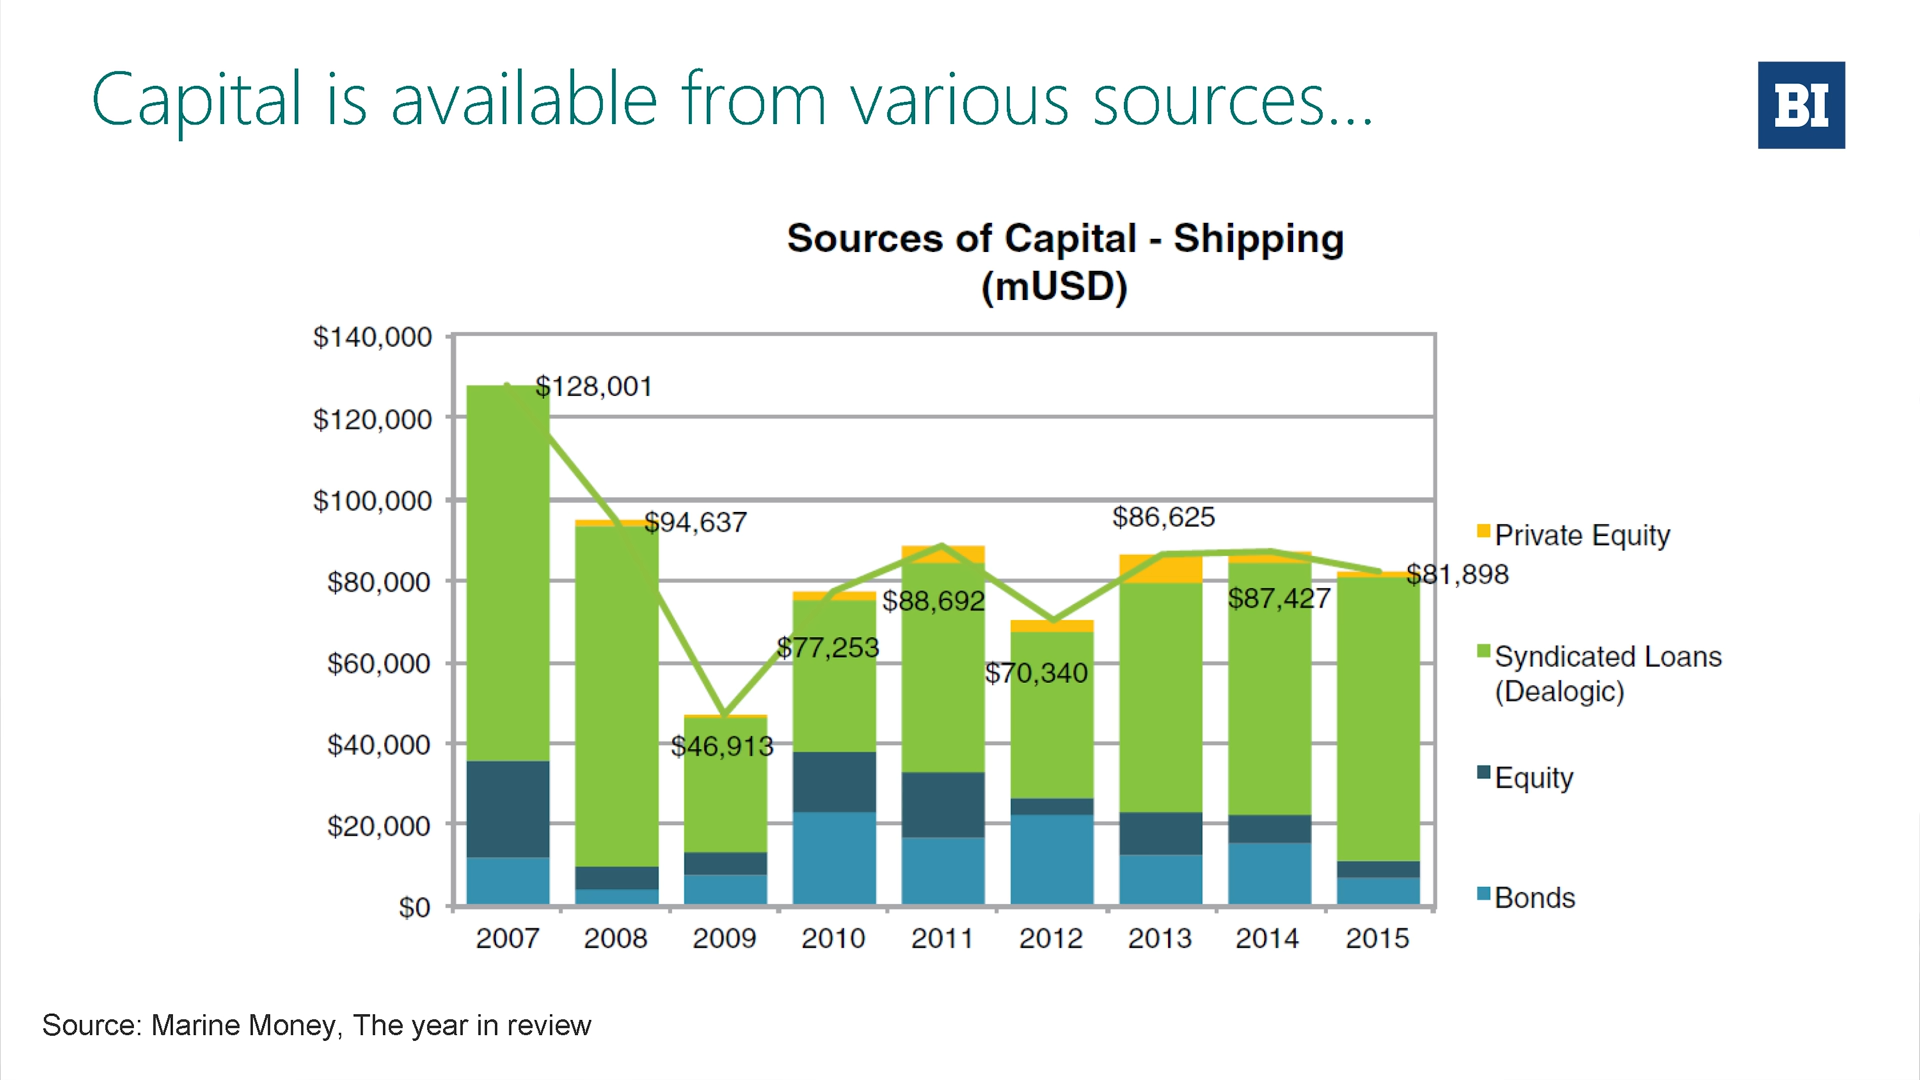 Capital is available from various sources...
BI
Sources of Capital - Shipping
(mUSD)
$140,000
$120,000
$100,000
$80,000
$60,000
$40,000
$20,000
$0
$128,001
$94,637
$46,913
$77,253
$88,692
$70,340
$86,625
$87,427
$81,898
2007 2008 2009 2010 2011 2012 2013 2014 2015
Private Equity
Syndicated Loans
(Dealogic)
Equity
Bonds
Source: Marine Money, The year in review